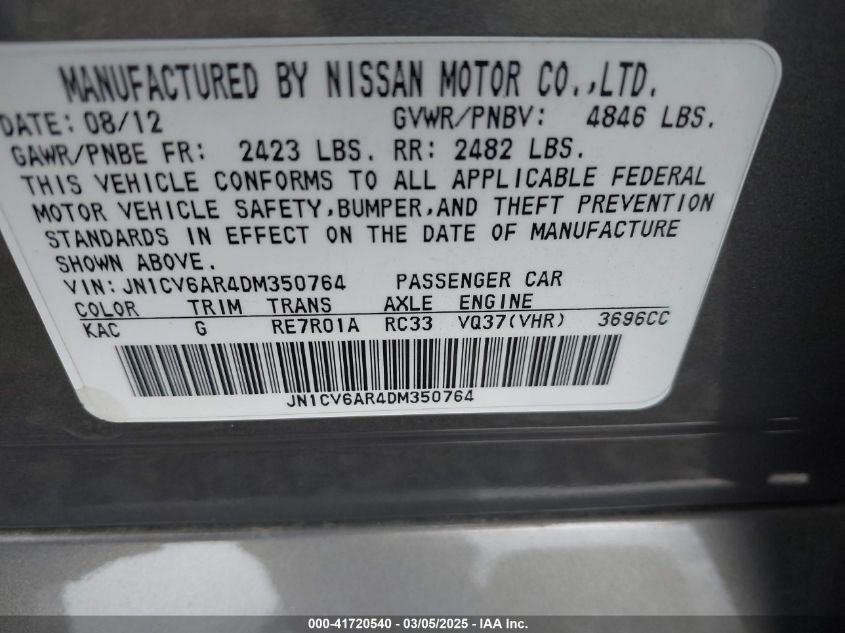 MANUFACTURED BY NISSAN MOTOR CO.,LTD.
DATE: 08/12 GVWR/PNBV: 4846 LBS.
GAWR/PNBE FR: 2423 LBS. RR: 2482 LBS.
THIS VEHICLE CONFORMS TO ALL APPLICABLE FEDERAL
MOTOR VEHICLE SAFETY,BUMPER,AND THEFT PREVENTION
STANDARDS IN EFFECT ON THE DATE OF MANUFACTURE
SHOWN ABOVE.
VIN: JN1CV6AR4DM350764 PASSENGER CAR
COLOR TRIM TRANS AXLE ENGINE
KAC G RE7R01A RC33 VQ37(VHR) 3696CC
JN1CV6AR4DM350764
000-41720540 - 03/05/2025 - IAA Inc.